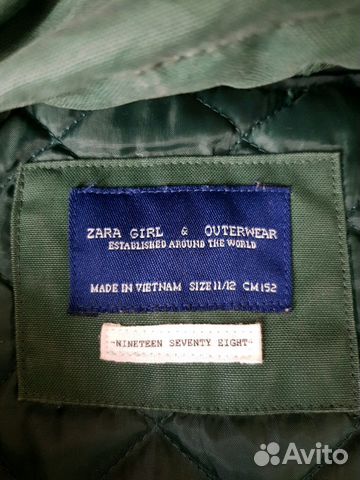 ZARA GIRL & OUTERWEAR
ESTABLISHED AROUND THE WORLD
MADE IN VIETNAM SIZE 11/12 CM 152
"NINETEEN SEVENTY EIGHT"
Avito